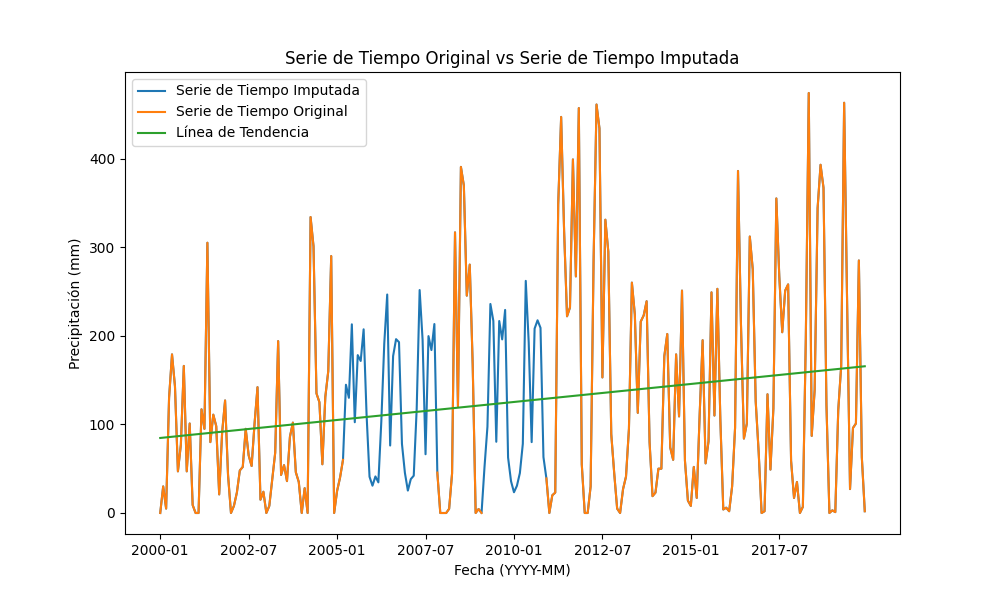 Serie de Tiempo Original vs Serie de Tiempo Imputada
Serie de Tiempo Imputada
Serie de Tiempo Original
Línea de Tendencia
Precipitación (mm)
400
300
200
100
0
2000-01 2002-07 2005-01 2007-07 2010-01 2012-07 2015-01 2017-07
Fecha (YYYY-MM)